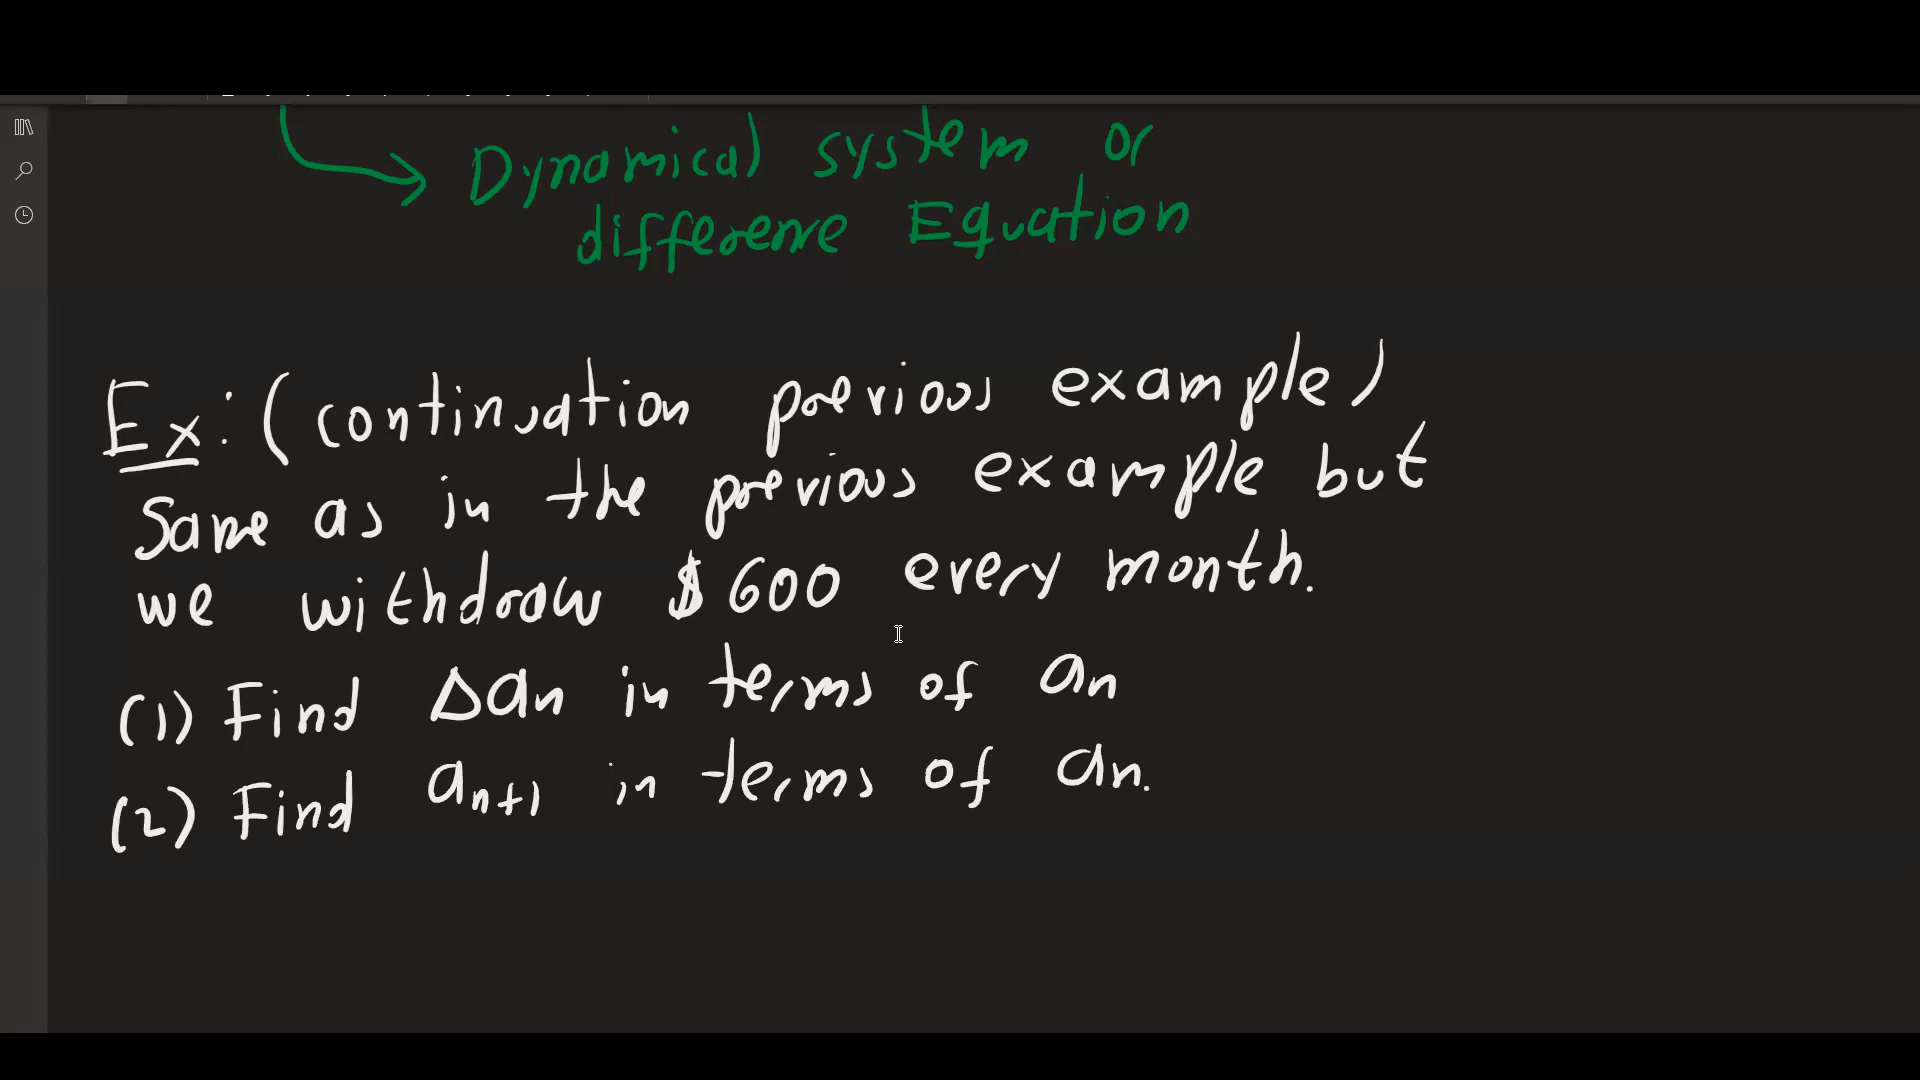 Dynamical system or
difference Equation
Ex: (continuation previous example)
Same as in the previous example but
we withdraw $600 every month.
(1) Find Δan in terms of an
(2) Find an+1 in terms of an.